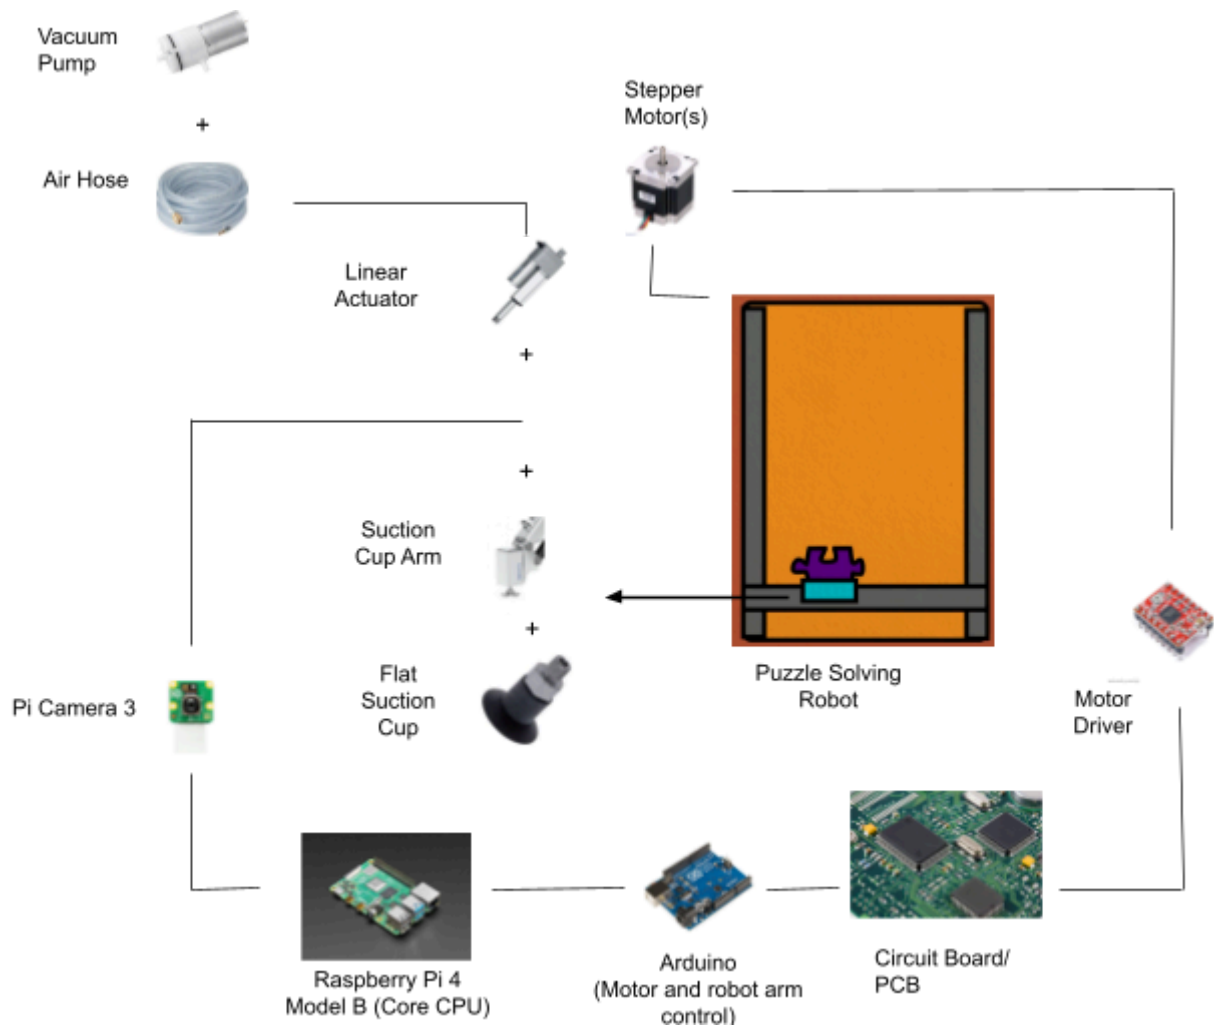 Vacuum
Pump
+
Air Hose
Stepper
Motor(s)
Linear
Actuator
+
+
Suction
Cup Arm
+
Flat
Suction
Cup
Puzzle Solving
Robot
Pi Camera 3
Motor
Driver
Raspberry Pi 4
Model B (Core CPU)
Arduino
(Motor and robot arm
control)
Circuit Board/
PCB